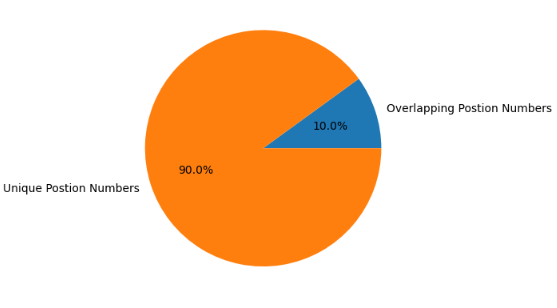 Overlapping Postion Numbers
10.0%
90.0%
Unique Postion Numbers